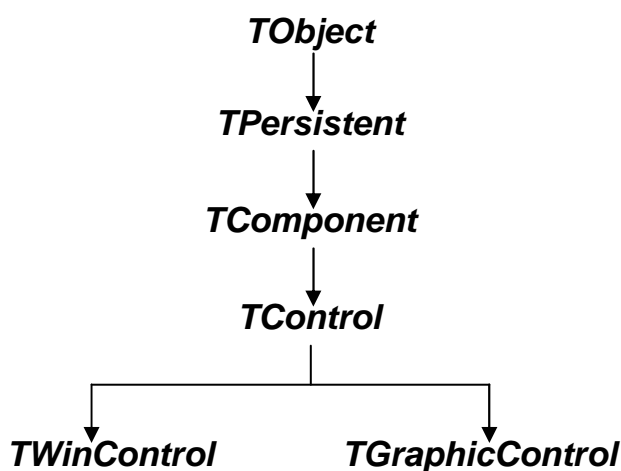 TObject
TPersistent
TComponent
TControl
TWinControl TGraphicControl